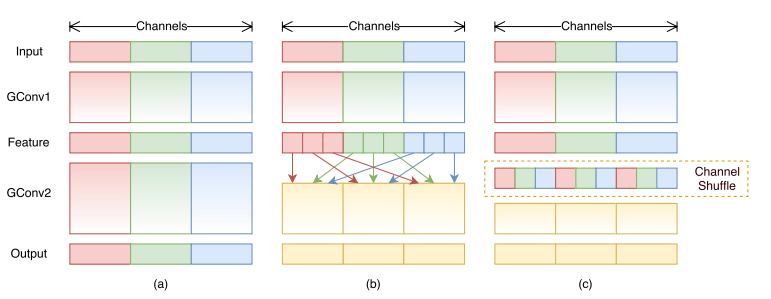 Channels Channels Channels
Input
GConv1
Feature
GConv2
Channel
Shuffle
Output
(a) (b) (c)